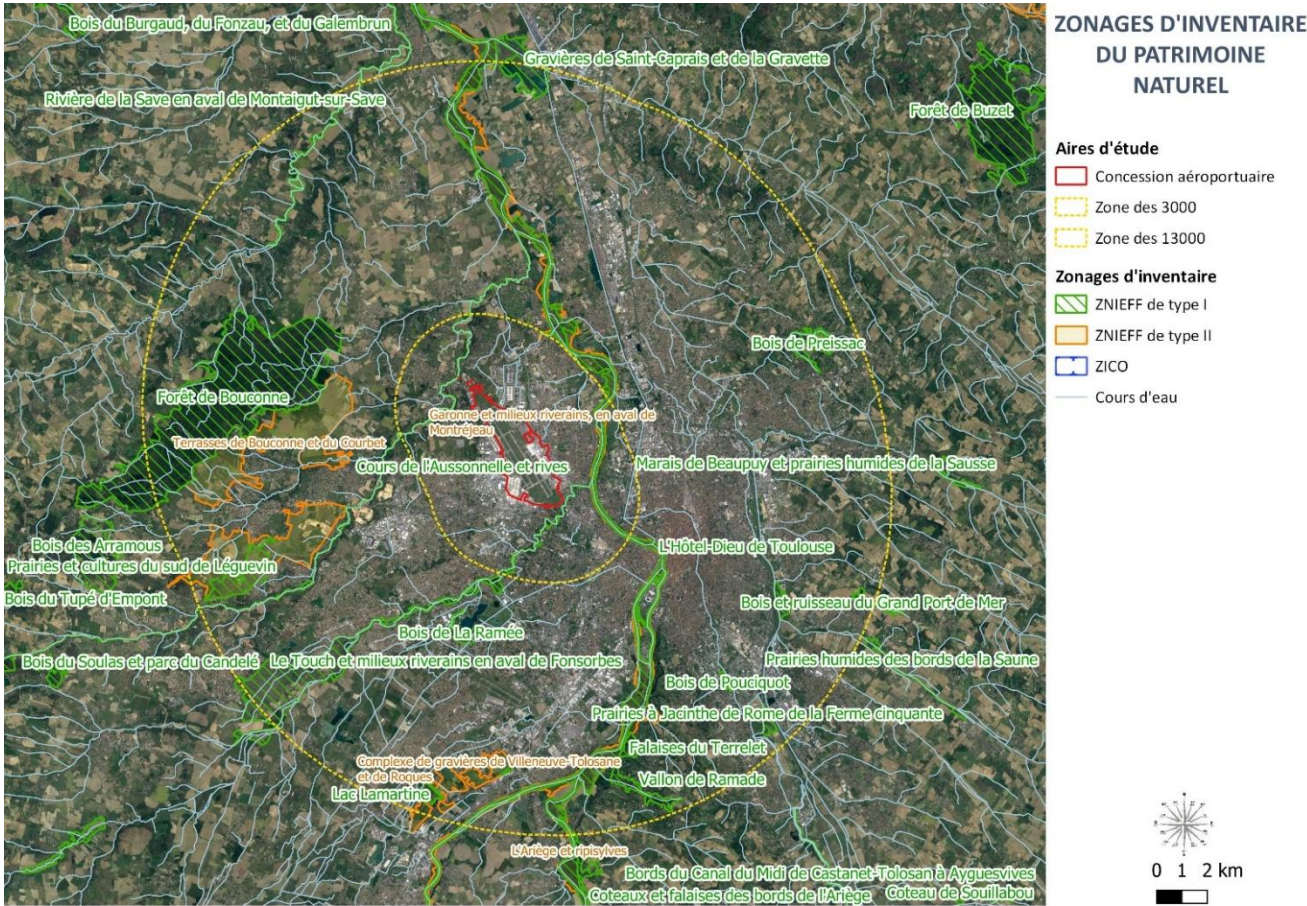 Bois du Burgaud, du Fonzau, et du Galembrun
Gravières de Saint-Caprais et de la Gravette
Rivière de la Save en aval de Montaigut-sur-Save
Forêt de Buzet
Bois de Preissac
Forêt de Bouconne
Garonne et milieux riverains, en aval de
Montrejeau
Terrasses de Bouconne et du Courbet
Cours de l'Aussonnelle et rives
Marais de Beaupuy et prairies humides de la Sausse
Bois des Arramous
L'Hôtel-Dieu de Toulouse
Prairies et cultures du sud de Léguevin
Bois du Tupé d'Empont
Bois et ruisseau du Grand Port de Mer
Bois de La Ramée
Bois du Soulas et parc du Candelé
Le Touch et milieux riverains en aval de Fonsorbes
Prairies humides des bords de la Saune
Bois de Pouciquot
Prairies à Jacinthe de Rome de la Ferme cinquante
Falaises du Terrelet
Complexe de gravières de Villeneuve-Tolosane
et de Roques
Vallon de Ramade
Lac Lamartine
L'Ariège et ripisylves
Bords du Canal du Midi de Castanet-Tolosan à Ayguesvives
Coteaux et falaises des bords de l'Ariège
Coteau de Souillabou
ZONAGES D'INVENTAIRE
DU PATRIMOINE
NATUREL
Aires d'étude
Concession aéroportuaire
Zone des 3000
Zone des 13000
Zonages d'inventaire
ZNIEFF de type I
ZNIEFF de type II
ZICO
Cours d'eau
0 1 2 km